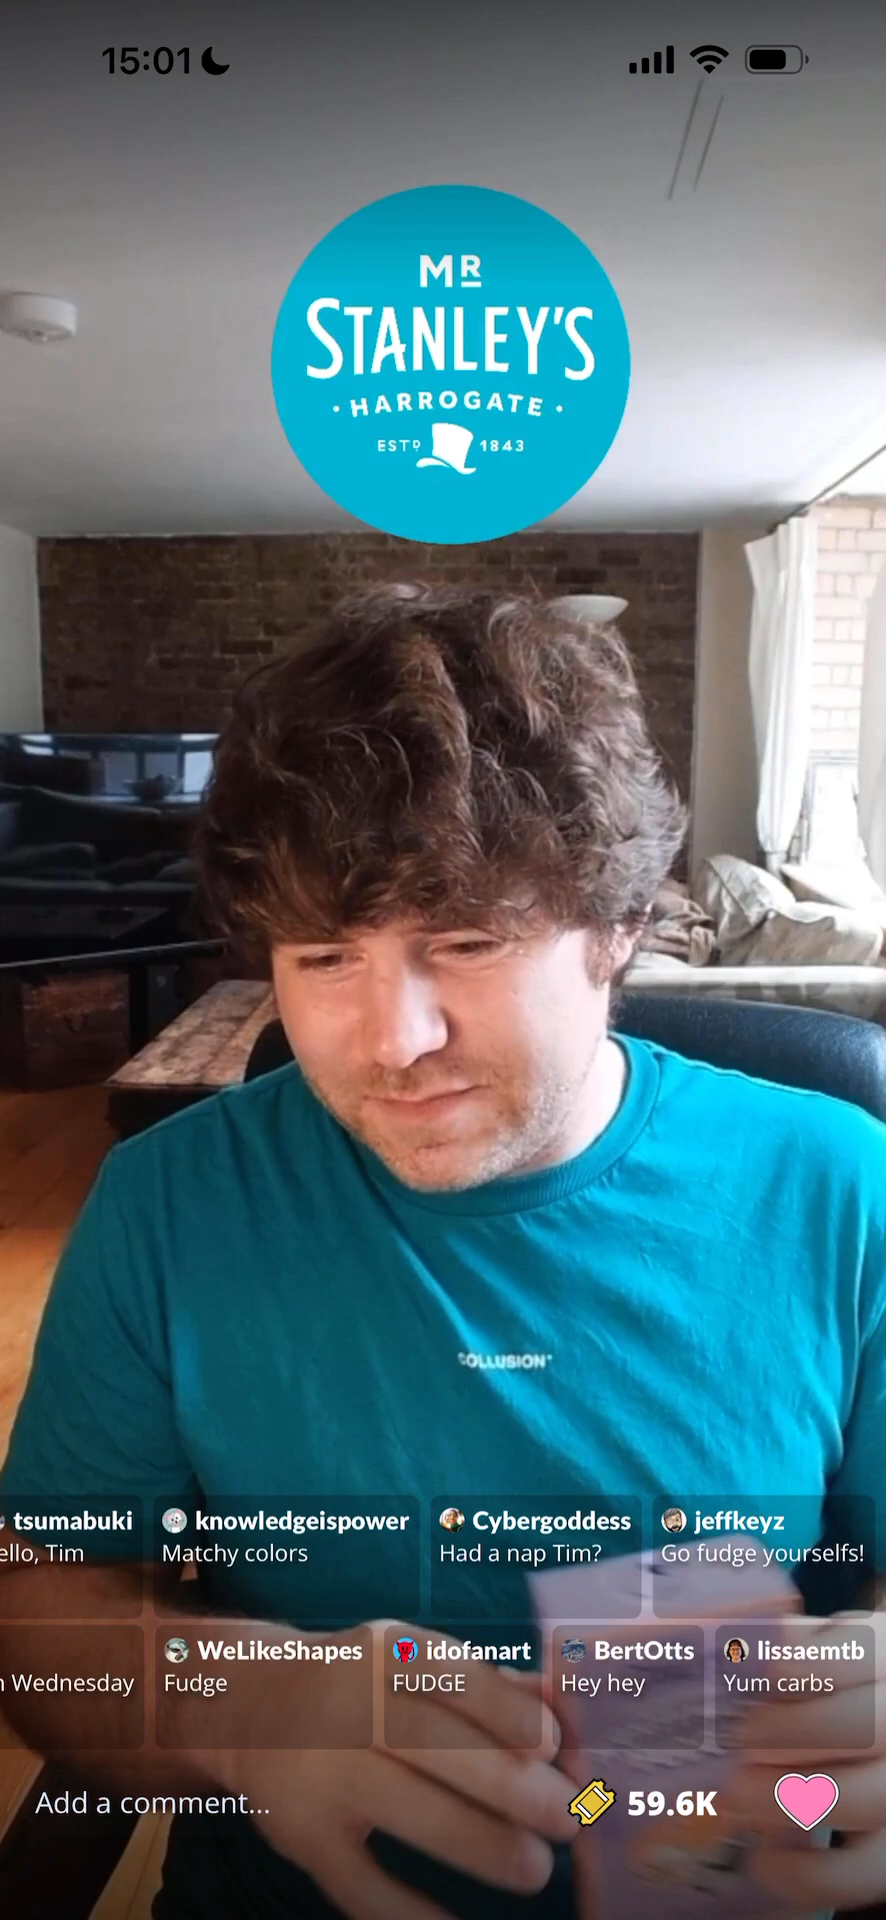 15:01
MR
STANLEY'S
· HARROGATE ·
ESTD 1843
COLLUSION*
tsumabuki
ello, Tim
knowledgeispower
Matchy colors
Cybergoddess
Had a nap Tim?
jeffkeyz
Go fudge yourselfs!
Wednesday
WeLikeShapes
Fudge
idofanart
FUDGE
BertOtts
Hey hey
lissaemtb
Yum carbs
Add a comment...
59.6K